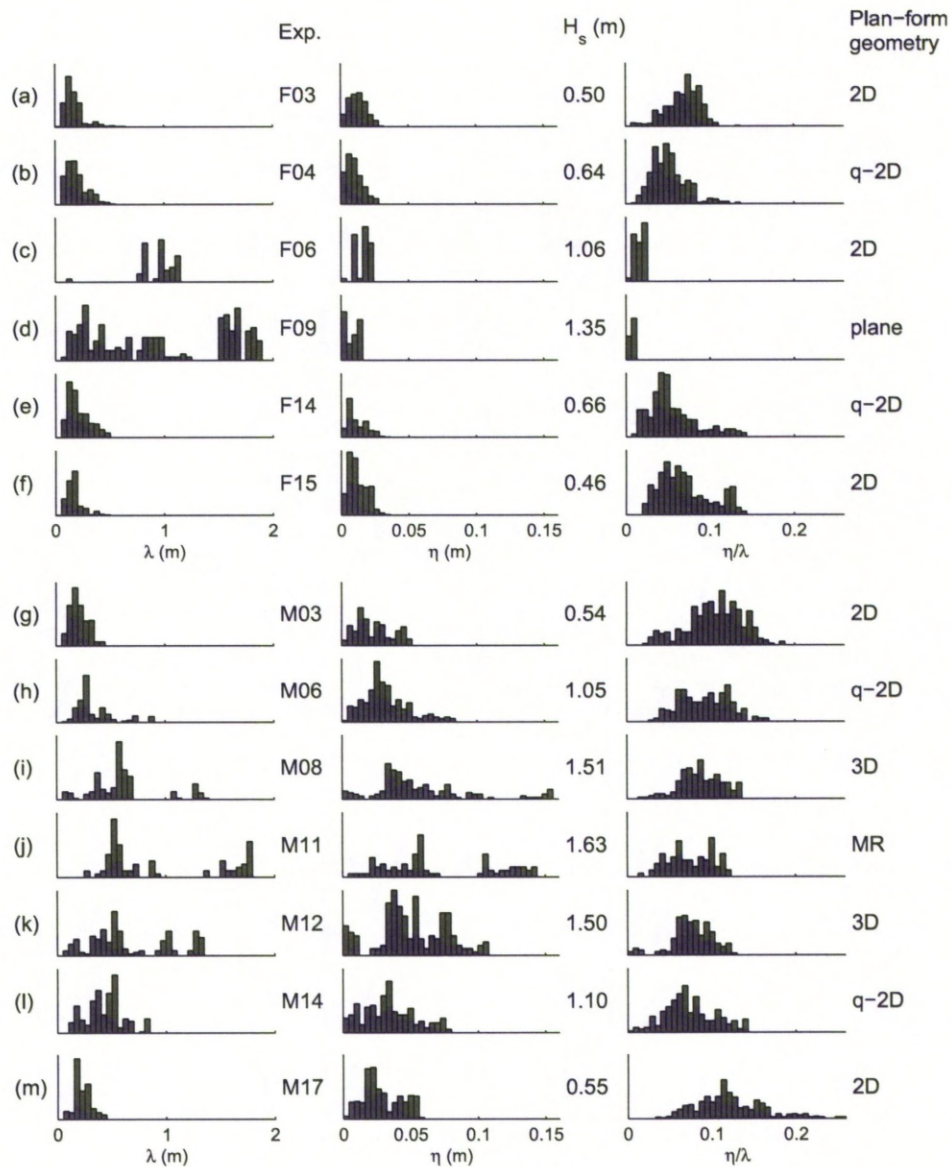 Exp. H_s (m) Plan−form
geometry
(a) F03 0.50 2D
(b) F04 0.64 q−2D
(c) F06 1.06 2D
(d) F09 1.35 plane
(e) F14 0.66 q−2D
(f) F15 0.46 2D
0 1 2 0 0.05 0.1 0.15 0 0.1 0.2
λ (m) η (m) η/λ
(g) M03 0.54 2D
(h) M06 1.05 q−2D
(i) M08 1.51 3D
(j) M11 1.63 MR
(k) M12 1.50 3D
(l) M14 1.10 q−2D
(m) M17 0.55 2D
0 1 2 0 0.05 0.1 0.15 0 0.1 0.2
λ (m) η (m) η/λ